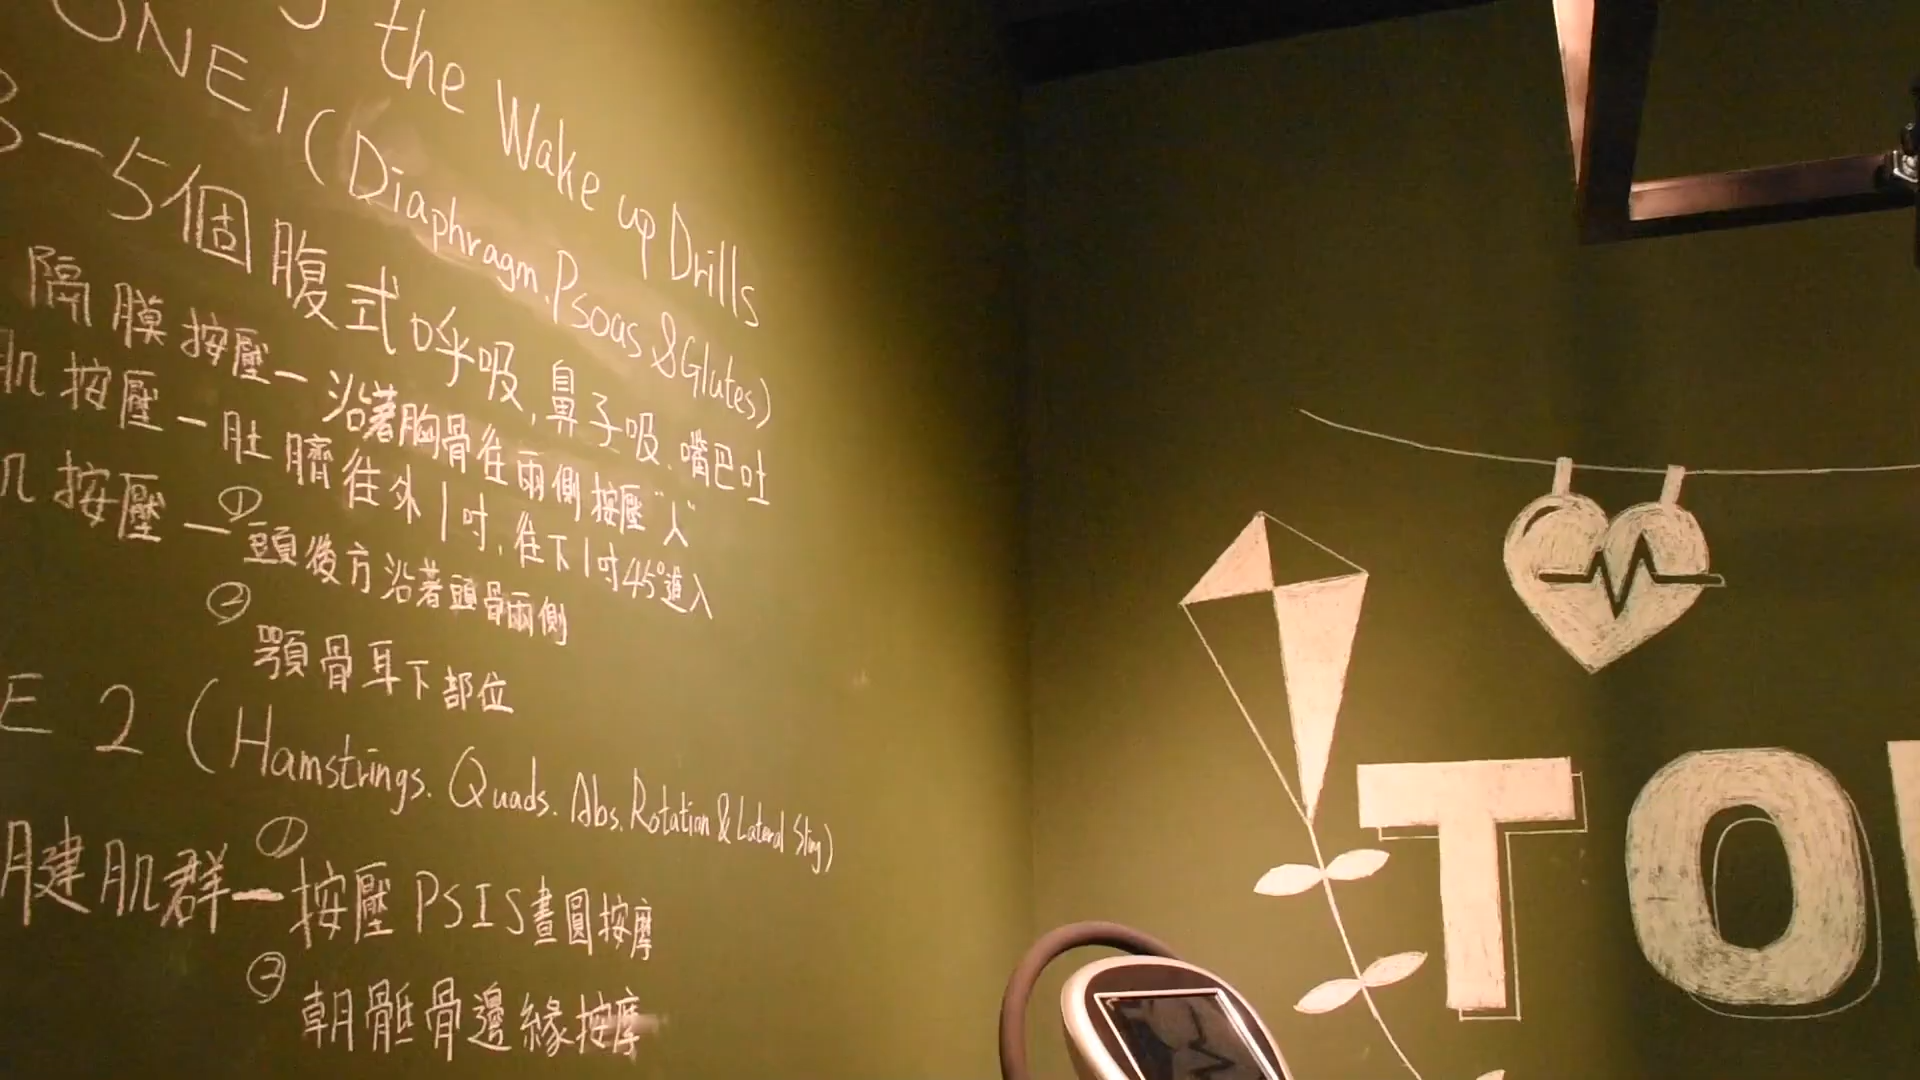 the Wake up Drills
ONE 1 (Diaphragm. Psoas & Glutes)
3-5個腹式呼吸,鼻子吸.嘴巴吐
隔膜按壓-沿著胸骨往兩側按壓"人"
肌按壓-肚臍往外1吋,往下1吋45°進入
肌按壓-①頭後方沿著頭骨兩側
②顎骨耳下部位
E 2 (Hamstrings. Quads. Abs. Rotation & Lateral Sling)
腱肌群-①按壓PSIS畫圓按摩
②朝骶骨邊緣按摩
TO